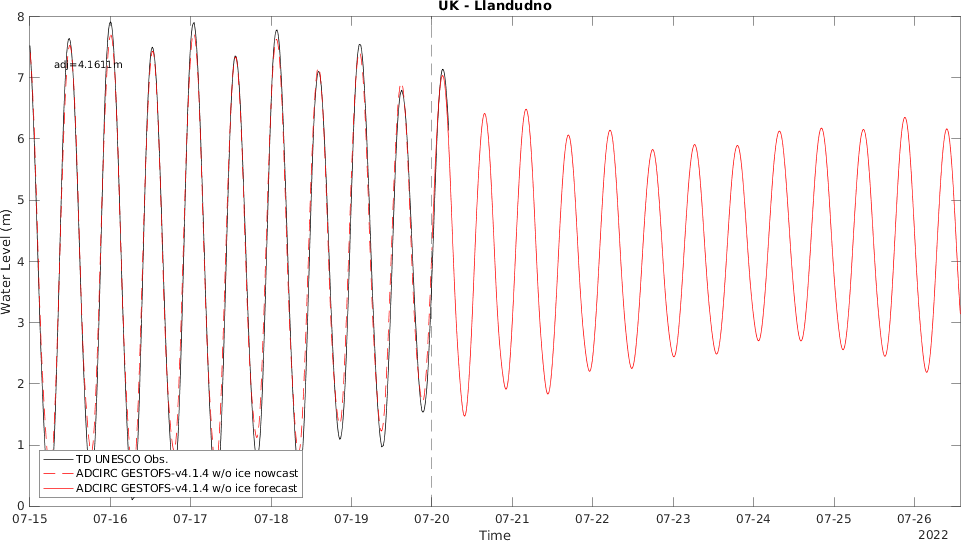 UK - Llandudno
adj=4.1611m
Water Level (m)
8
7
6
5
4
3
2
1
0
TD UNESCO Obs.
ADCIRC GESTOFS-v4.1.4 w/o ice nowcast
ADCIRC GESTOFS-v4.1.4 w/o ice forecast
07-15 07-16 07-17 07-18 07-19 07-20 07-21 07-22 07-23 07-24 07-25 07-26
Time
2022